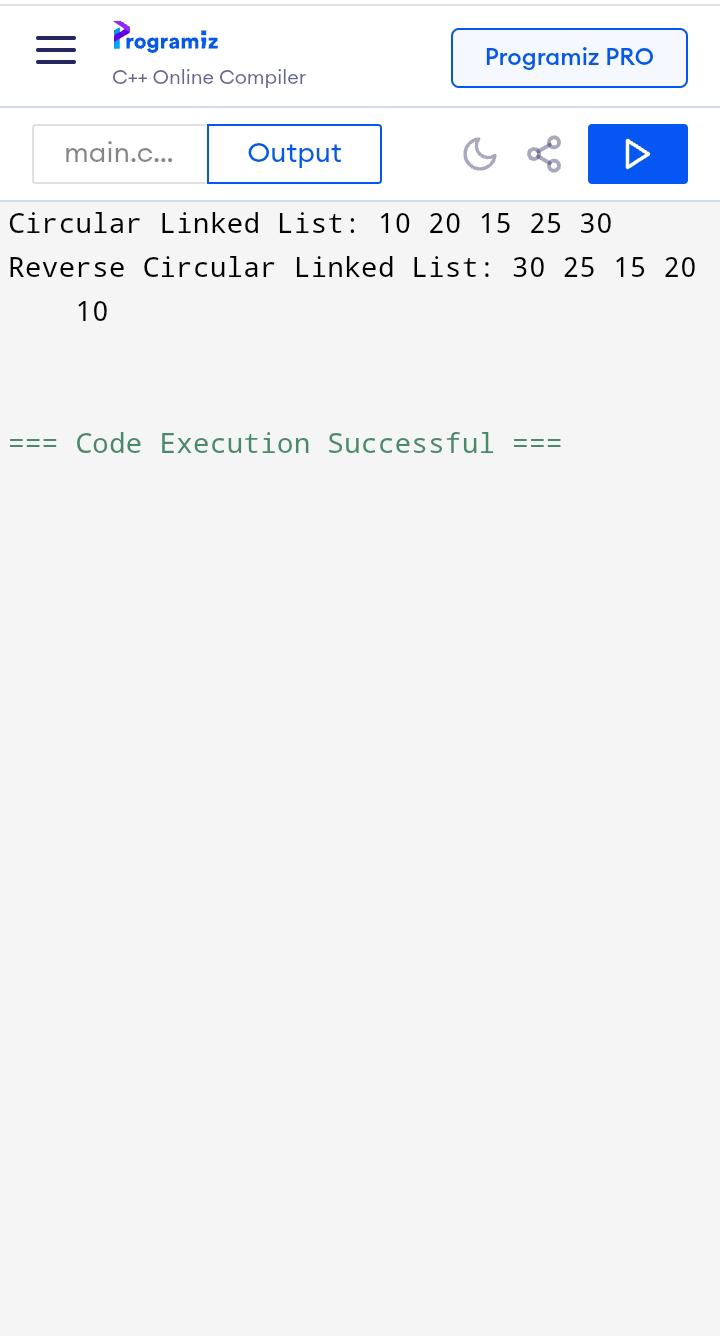 Programiz
C++ Online Compiler
Programiz PRO
main.c...
Output
Circular Linked List: 10 20 15 25 30
Reverse Circular Linked List: 30 25 15 20
10
=== Code Execution Successful ===